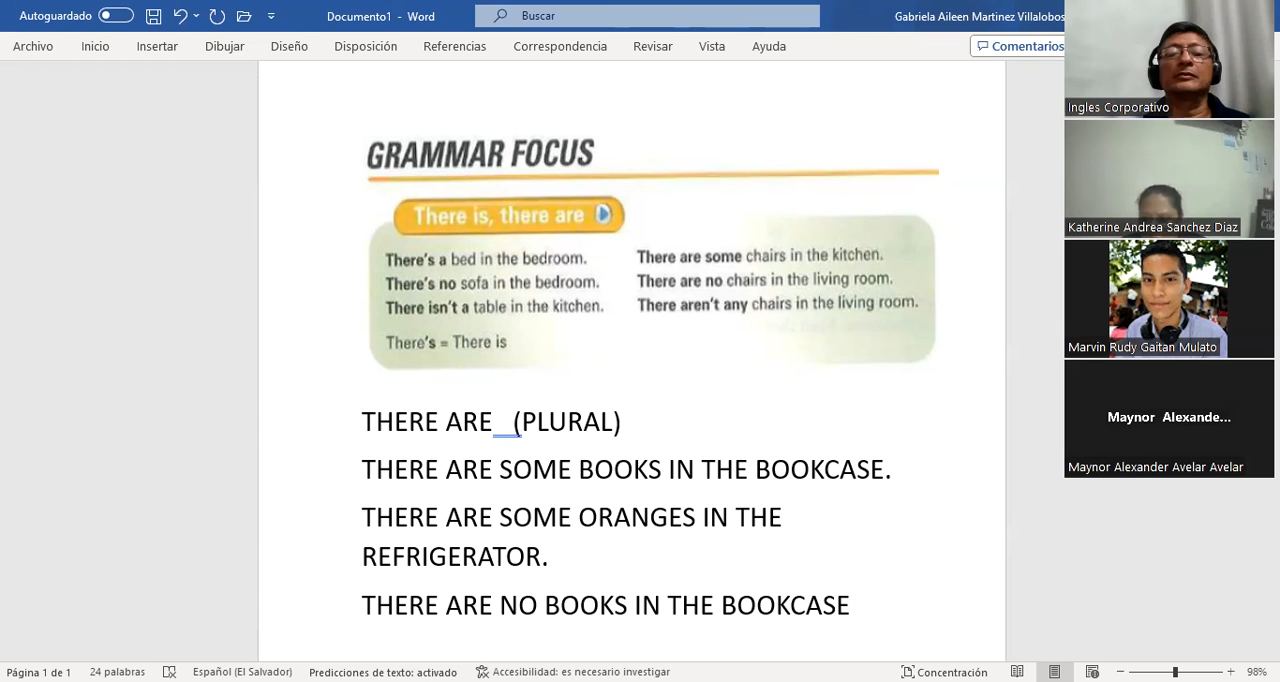 Autoguardado
Documento1 - Word
Buscar
Gabriela Aileen Martinez Villalobos
Archivo Inicio Insertar Dibujar Diseño Disposición Referencias Correspondencia Revisar Vista Ayuda
Comentarios
GRAMMAR FOCUS
There is, there are
There's a bed in the bedroom.
There's no sofa in the bedroom.
There isn't a table in the kitchen.
There's = There is
There are some chairs in the kitchen.
There are no chairs in the living room.
There aren't any chairs in the living room.
THERE ARE (PLURAL)
THERE ARE SOME BOOKS IN THE BOOKCASE.
THERE ARE SOME ORANGES IN THE
REFRIGERATOR.
THERE ARE NO BOOKS IN THE BOOKCASE
Ingles Corporativo
Katherine Andrea Sanchez Diaz
Marvin Rudy Gaitan Mulato
Maynor Alexande...
Maynor Alexander Avelar Avelar
Página 1 de 1 24 palabras Español (El Salvador) Predicciones de texto: activado Accesibilidad: es necesario investigar Concentración 98%